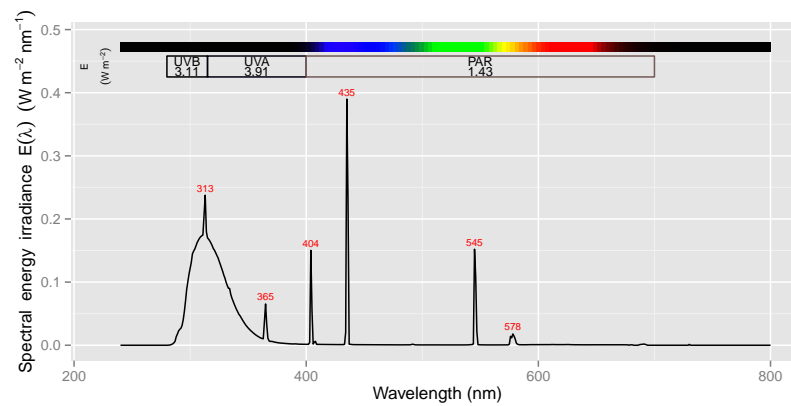 0.5
0.4
0.3
0.2
0.1
0.0
Spectral energy irradiance E(λ) (W m−2 nm−1)
E
(W m−2)
UVB
3.11
UVA
3.91
PAR
1.43
313
365
404
435
545
578
200
400
600
800
Wavelength (nm)